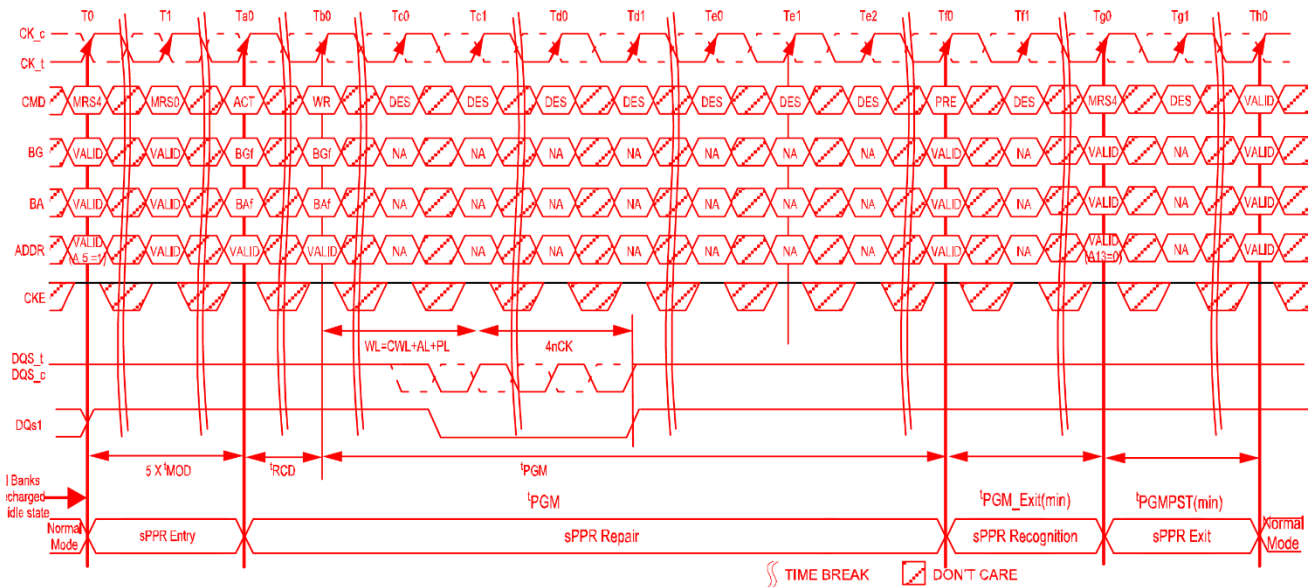 T0 T1 Ta0 Tb0 Tc0 Tc1 Td0 Td1 Te0 Te1 Te2 Tf0 Tf1 Tg0 Tg1 Th0
CK_c
CK_t
CMD MRS4 MRS0 ACT WR DES DES DES DES DES DES DES PRE DES MRS4 DES VALID
BG VALID VALID BGf BGf NA NA NA NA NA NA NA VALID NA VALID NA VALID
BA VALID VALID BAf BAf NA NA NA NA NA NA NA VALID NA VALID NA VALID
ADDR VALID (A 5 =1) VALID VALID VALID NA NA NA NA NA NA NA VALID NA VALID (A13=0) NA VALID
CKE
WL=CWL+AL+PL 4nCK
DQS_t
DQS_c
DQs1
5 X tMOD tRCD tPGM
l Banks
echarged
idle state
tPGM tPGM_Exit(min) tPGMPST(min)
Normal Mode sPPR Entry sPPR Repair sPPR Recognition sPPR Exit Normal Mode
TIME BREAK DON'T CARE